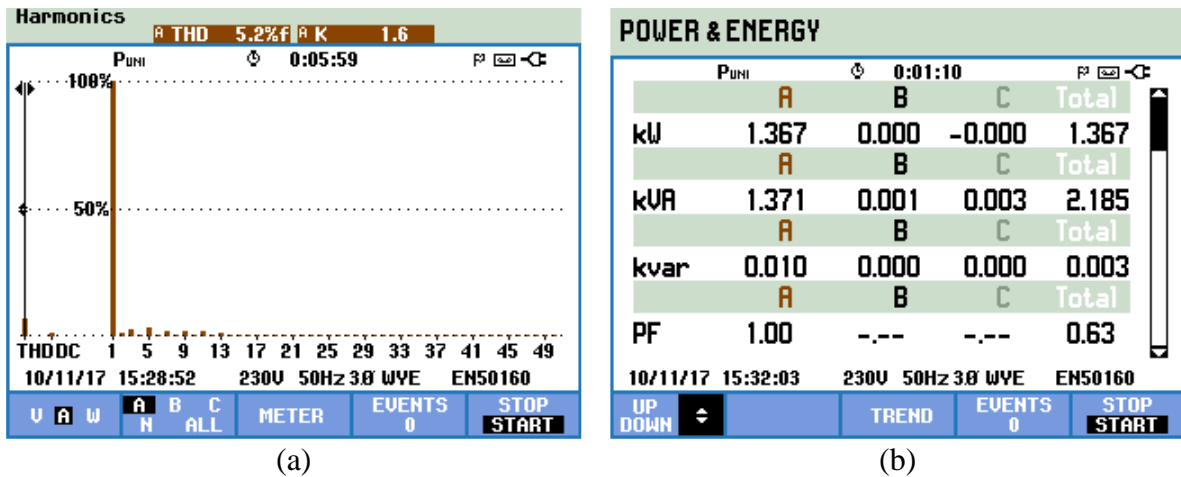 Harmonics
A THD 5.2%f A K 1.6
PUNI 0:05:59
100%
50%
THD DC 1 5 9 13 17 21 25 29 33 37 41 45 49
10/11/17 15:28:52 230V 50Hz 3Ø WYE EN50160
V A W A B C N ALL METER EVENTS 0 STOP START
(a)
POWER & ENERGY
PUNI 0:01:10
A B C Total
kW 1.367 0.000 -0.000 1.367
A B C Total
kVA 1.371 0.001 0.003 2.185
A B C Total
kvar 0.010 0.000 0.000 0.003
A B C Total
PF 1.00 -.-- -.-- 0.63
10/11/17 15:32:03 230V 50Hz 3Ø WYE EN50160
UP DOWN TREND EVENTS 0 STOP START
(b)